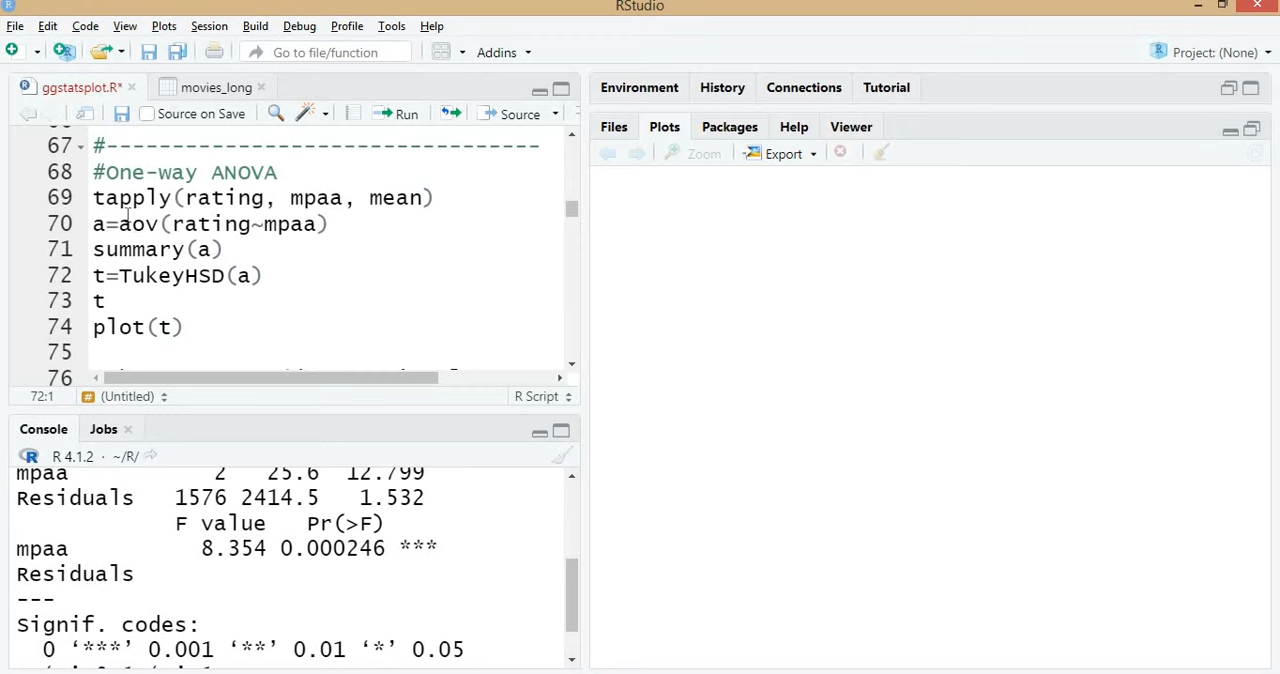 RStudio
File Edit Code View Plots Session Build Debug Profile Tools Help
Go to file/function Addins Project: (None)
ggstatsplot.R* movies_long
Source on Save Run Source
67 #---------------------------------
68 #One-way ANOVA
69 tapply(rating, mpaa, mean)
70 a=aov(rating~mpaa)
71 summary(a)
72 t=TukeyHSD(a)
73 t
74 plot(t)
75
76
72:1 # (Untitled) R Script
Console Jobs
R 4.1.2 · ~/R/
mpaa 2 25.6 12.799
Residuals 1576 2414.5 1.532
F value Pr(>F)
mpaa 8.354 0.000246 ***
Residuals
---
Signif. codes:
0 ‘***’ 0.001 ‘**’ 0.01 ‘*’ 0.05
Environment History Connections Tutorial
Files Plots Packages Help Viewer
Zoom Export